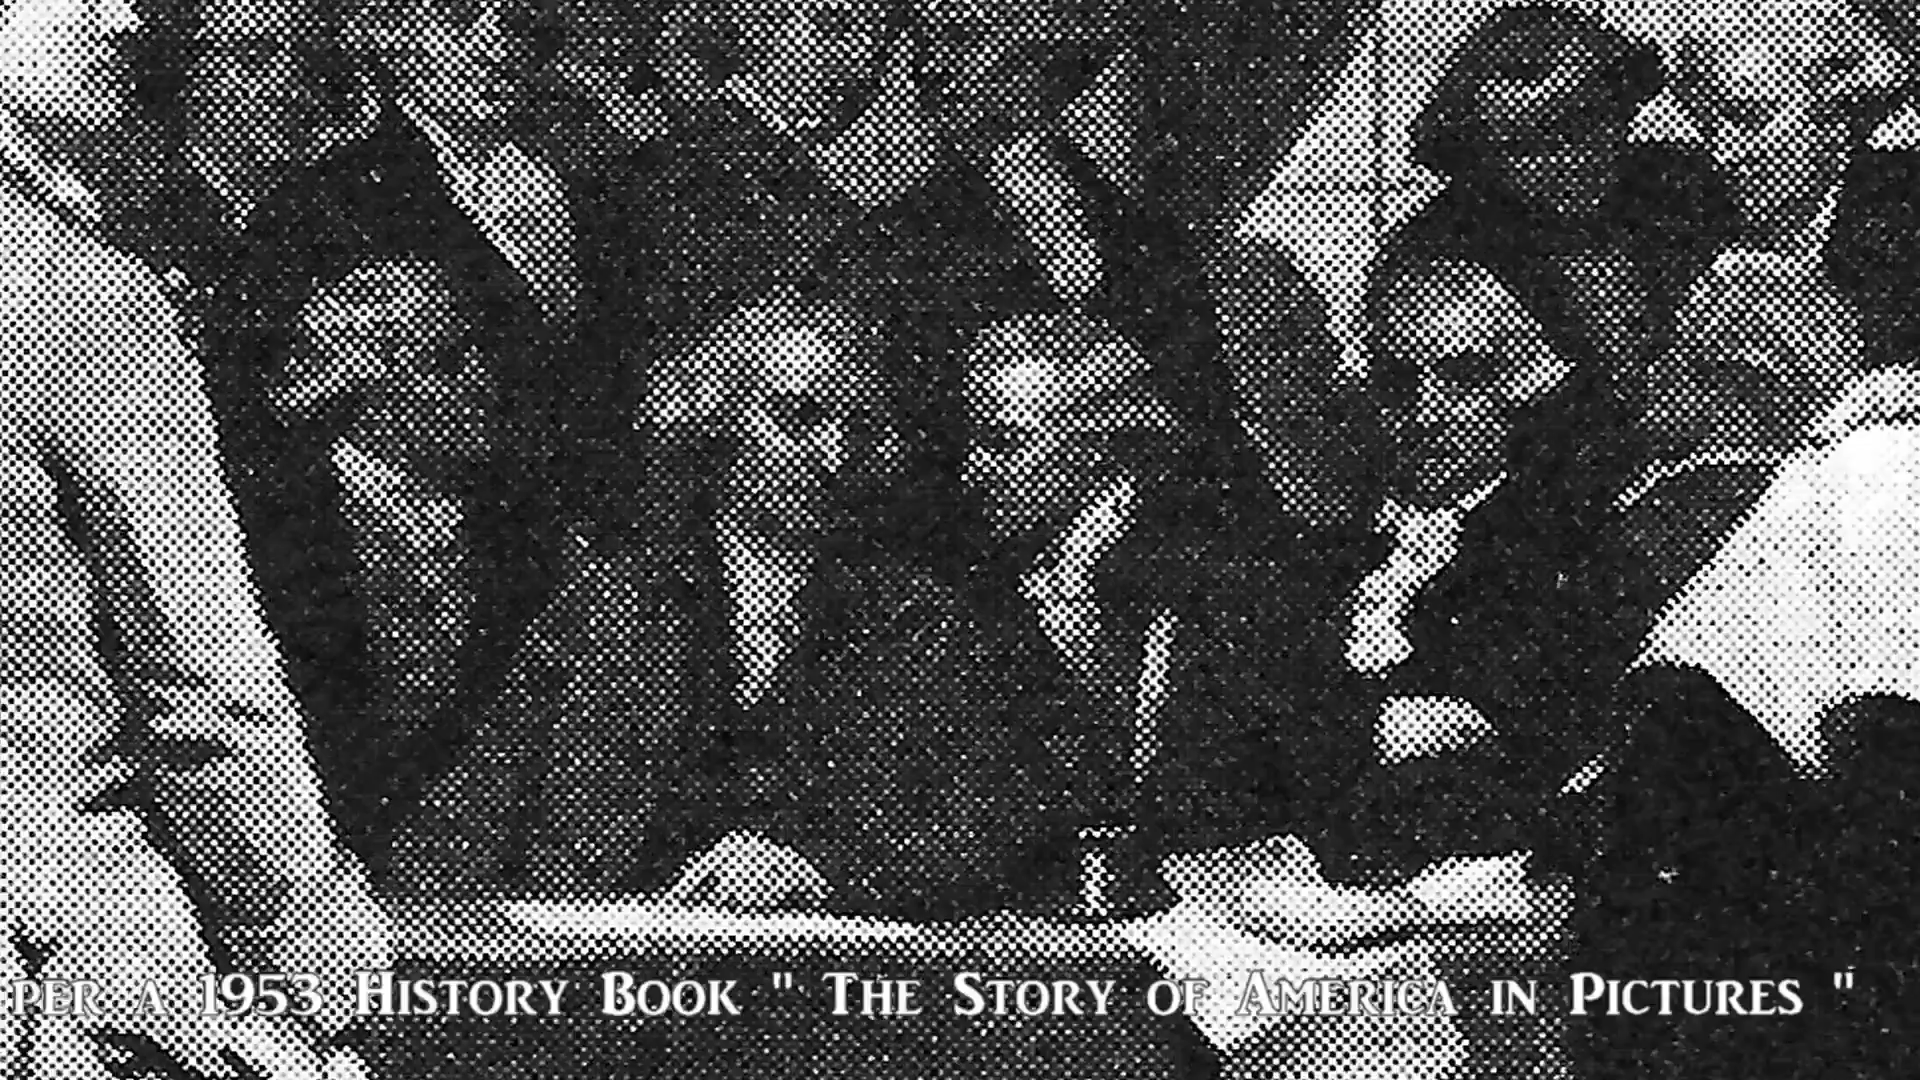 per a 1953 History Book " The Story of America in Pictures "